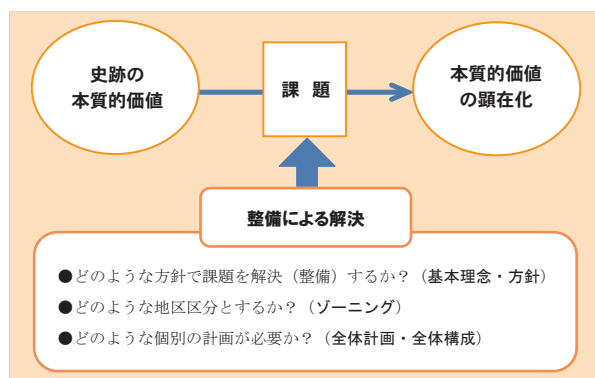 史跡の
本質的価値
課 題
本質的価値
の顕在化
整備による解決
●どのような方針で課題を解決（整備）するか？（基本理念・方針）
●どのような地区区分とするか？（ゾーニング）
●どのような個別の計画が必要か？（全体計画・全体構成）